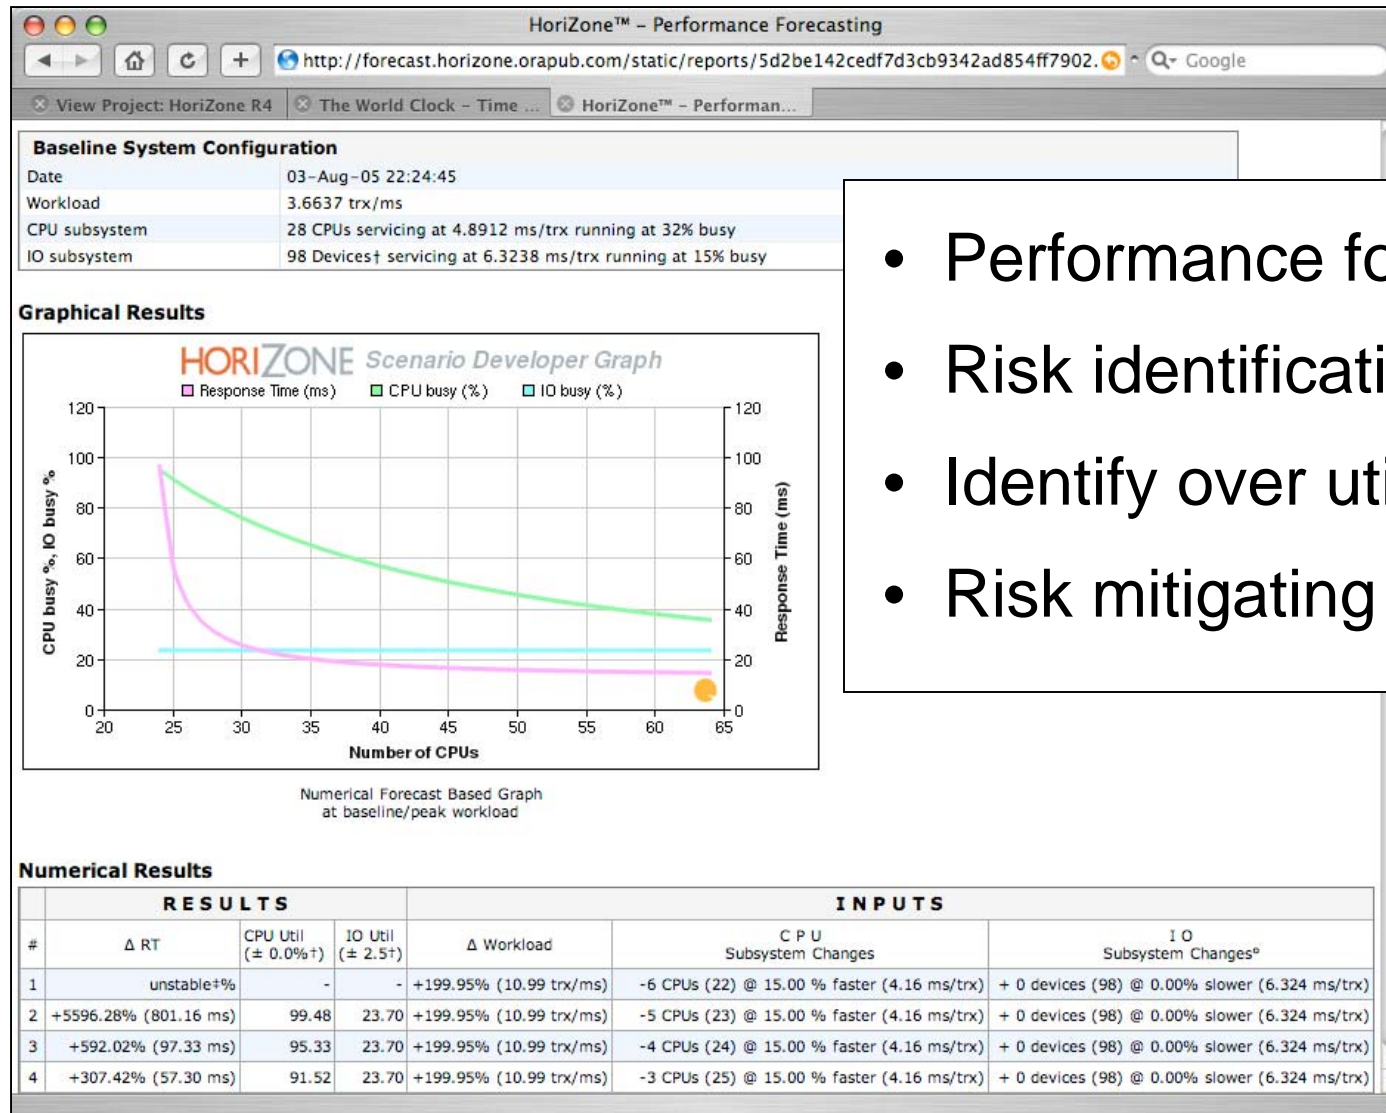 HoriZone™ – Performance Forecasting
http://forecast.horizone.orapub.com/static/reports/5d2be142cedf7d3cb9342ad854ff7902.
Google
View Project: HoriZone R4
The World Clock – Time ...
HoriZone™ – Performan...
Baseline System Configuration
Date 03-Aug-05 22:24:45
Workload 3.6637 trx/ms
CPU subsystem 28 CPUs servicing at 4.8912 ms/trx running at 32% busy
IO subsystem 98 Devices† servicing at 6.3238 ms/trx running at 15% busy
• Performance fo
• Risk identificati
• Identify over uti
• Risk mitigating
Graphical Results
HORIZONE Scenario Developer Graph
Response Time (ms) CPU busy (%) IO busy (%)
120 120
100 100
80 80
60 60
40 40
20 20
0 0
CPU busy %, IO busy %
Response Time (ms)
20 25 30 35 40 45 50 55 60 65
Number of CPUs
Numerical Forecast Based Graph
at baseline/peak workload
Numerical Results
RESULTS INPUTS
# Δ RT CPU Util (± 0.0%†) IO Util (± 2.5†) Δ Workload CPU Subsystem Changes IO Subsystem Changesº
1 unstable‡% - - +199.95% (10.99 trx/ms) -6 CPUs (22) @ 15.00 % faster (4.16 ms/trx) + 0 devices (98) @ 0.00% slower (6.324 ms/trx)
2 +5596.28% (801.16 ms) 99.48 23.70 +199.95% (10.99 trx/ms) -5 CPUs (23) @ 15.00 % faster (4.16 ms/trx) + 0 devices (98) @ 0.00% slower (6.324 ms/trx)
3 +592.02% (97.33 ms) 95.33 23.70 +199.95% (10.99 trx/ms) -4 CPUs (24) @ 15.00 % faster (4.16 ms/trx) + 0 devices (98) @ 0.00% slower (6.324 ms/trx)
4 +307.42% (57.30 ms) 91.52 23.70 +199.95% (10.99 trx/ms) -3 CPUs (25) @ 15.00 % faster (4.16 ms/trx) + 0 devices (98) @ 0.00% slower (6.324 ms/trx)